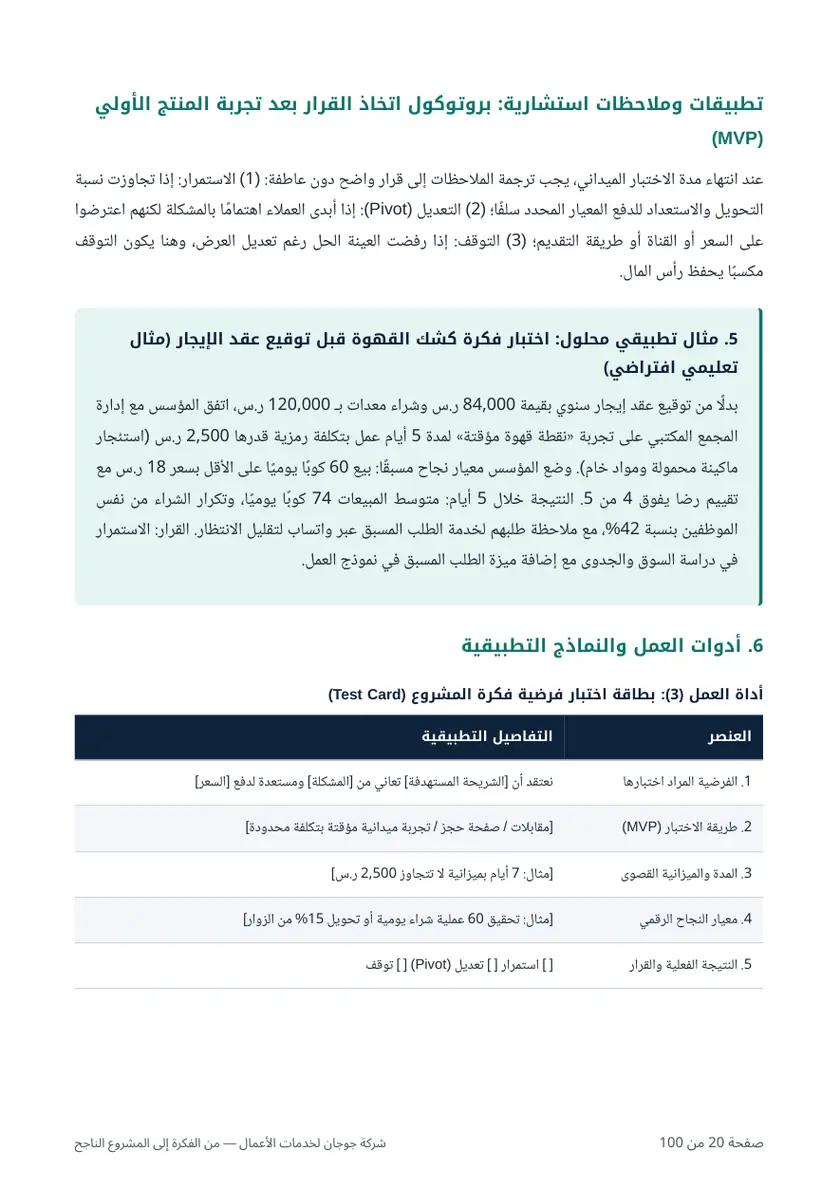 تطبيقات وملاحظات استشارية: بروتوكول اتخاذ القرار بعد تجربة المنتج الأولي
(MVP)
عند انتهاء مدة الاختبار الميداني، يجب ترجمة الملاحظات إلى قرار واضح دون عاطفة: (1) الاستمرار: إذا تجاوزت نسبة
التحويل والاستعداد للدفع المعيار المحدد سلفًا؛ (2) التعديل (Pivot): إذا أبدى العملاء اهتمامًا بالمشكلة لكنهم اعترضوا
على السعر أو القناة أو طريقة التقديم؛ (3) التوقف: إذا رفضت العينة الحل رغم تعديل العرض، وهنا يكون التوقف
مكسبًا يحفظ رأس المال.
5. مثال تطبيقي محلول: اختبار فكرة كشك القهوة قبل توقيع عقد الإيجار (مثال
تعليمي افتراضي)
بدلًا من توقيع عقد إيجار سنوي بقيمة 84,000 ر.س وشراء معدات بـ 120,000 ر.س، اتفق المؤسس مع إدارة
المجمع المكتبي على تجربة «نقطة قهوة مؤقتة» لمدة 5 أيام عمل بتكلفة رمزية قدرها 2,500 ر.س (استئجار
ماكينة محمولة ومواد خام). وضع المؤسس معيار نجاح مسبقًا: بيع 60 كوبًا يوميًا على الأقل بسعر 18 ر.س مع
تقييم رضا يفوق 4 من 5. النتيجة خلال 5 أيام: متوسط المبيعات 74 كوبًا يوميًا، وتكرار الشراء من نفس
الموظفين بنسبة 42%، مع ملاحظة طلبهم لخدمة الطلب المسبق عبر واتساب لتقليل الانتظار. القرار: الاستمرار
في دراسة السوق والجدوى مع إضافة ميزة الطلب المسبق في نموذج العمل.
6. أدوات العمل والنماذج التطبيقية
أداة العمل (3): بطاقة اختبار فرضية فكرة المشروع (Test Card)
العنصر التفاصيل التطبيقية
1. الفرضية المراد اختبارها نعتقد أن [الشريحة المستهدفة] تعاني من [المشكلة] ومستعدة لدفع [السعر]
2. طريقة الاختبار (MVP) [مقابلات / صفحة حجز / تجربة ميدانية مؤقتة بتكلفة محدودة]
3. المدة والميزانية القصوى [مثال: 7 أيام بميزانية لا تتجاوز 2,500 ر.س]
4. معيار النجاح الرقمي [مثال: تحقيق 60 عملية شراء يومية أو تحويل 15% من الزوار]
5. النتيجة الفعلية والقرار [ ] استمرار [ ] تعديل (Pivot) [ ] توقف
صفحة 20 من 100 شركة جوجان لخدمات الأعمال — من الفكرة إلى المشروع الناجح